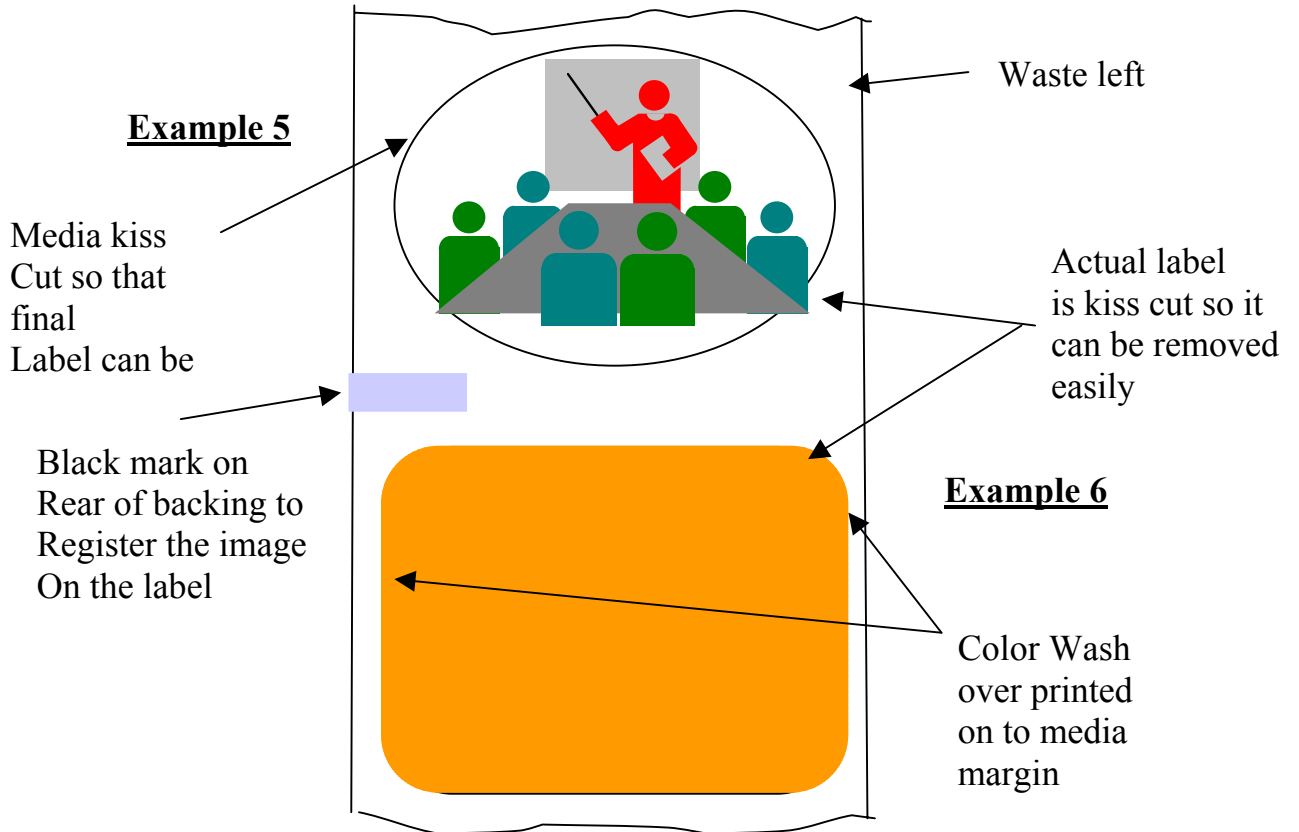 Example 5
Waste left
Media kiss
Cut so that
final
Label can be
Actual label
is kiss cut so it
can be removed
easily
Black mark on
Rear of backing to
Register the image
On the label
Example 6
Color Wash
over printed
on to media
margin